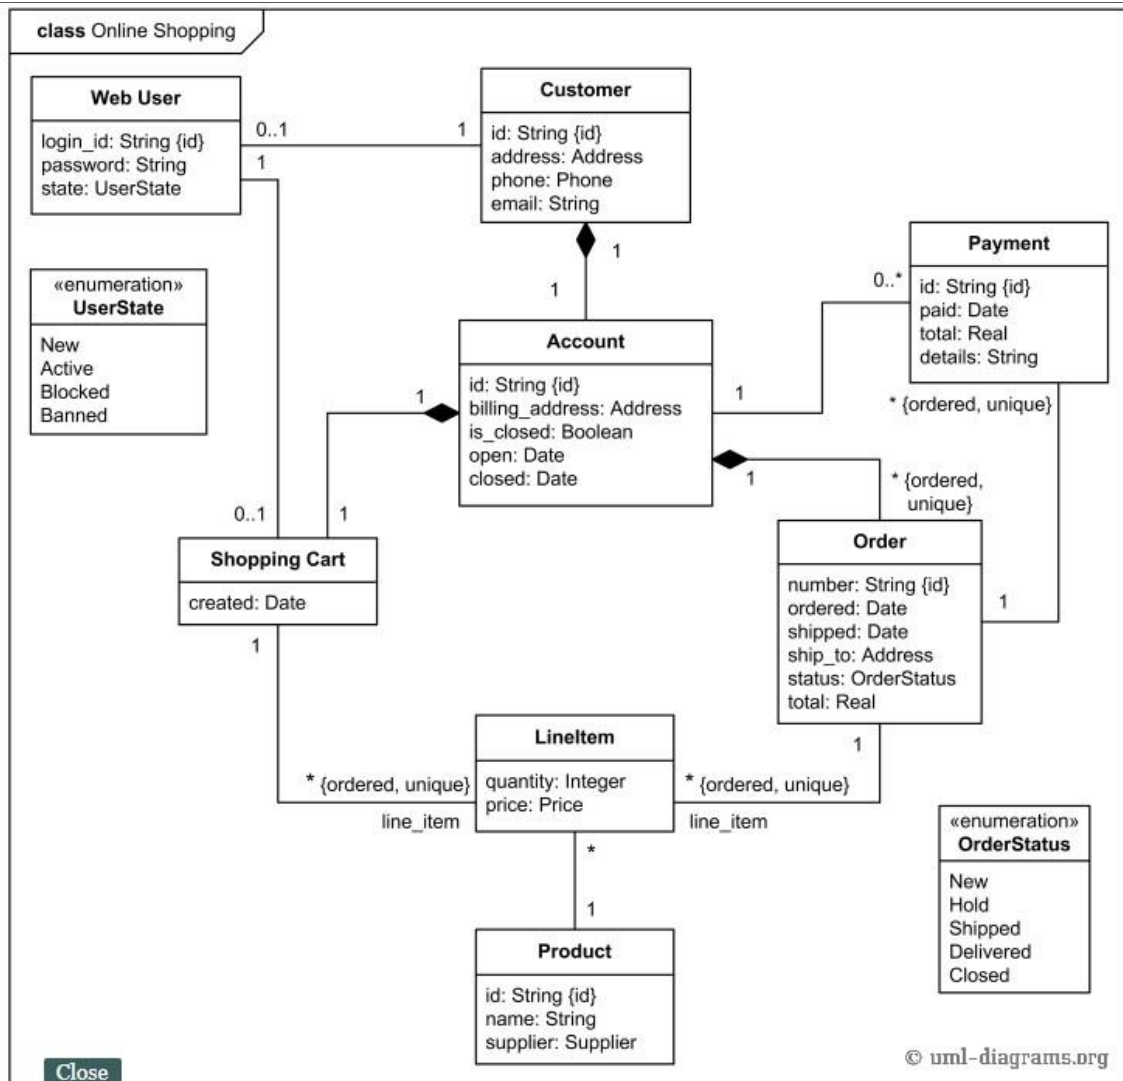 class Online Shopping
Web User
login_id: String {id}
password: String
state: UserState
0..1
1
1
Customer
id: String {id}
address: Address
phone: Phone
email: String
1
1
«enumeration»
UserState
New
Active
Blocked
Banned
Account
id: String {id}
billing_address: Address
is_closed: Boolean
open: Date
closed: Date
Payment
id: String {id}
paid: Date
total: Real
details: String
0..*
1
* {ordered, unique}
1
1
* {ordered,
unique}
0..1
1
Shopping Cart
created: Date
1
Order
number: String {id}
ordered: Date
shipped: Date
ship_to: Address
status: OrderStatus
total: Real
1
1
LineItem
quantity: Integer
price: Price
* {ordered, unique}
line_item
* {ordered, unique}
line_item
*
1
Product
id: String {id}
name: String
supplier: Supplier
«enumeration»
OrderStatus
New
Hold
Shipped
Delivered
Closed
Close
© uml-diagrams.org